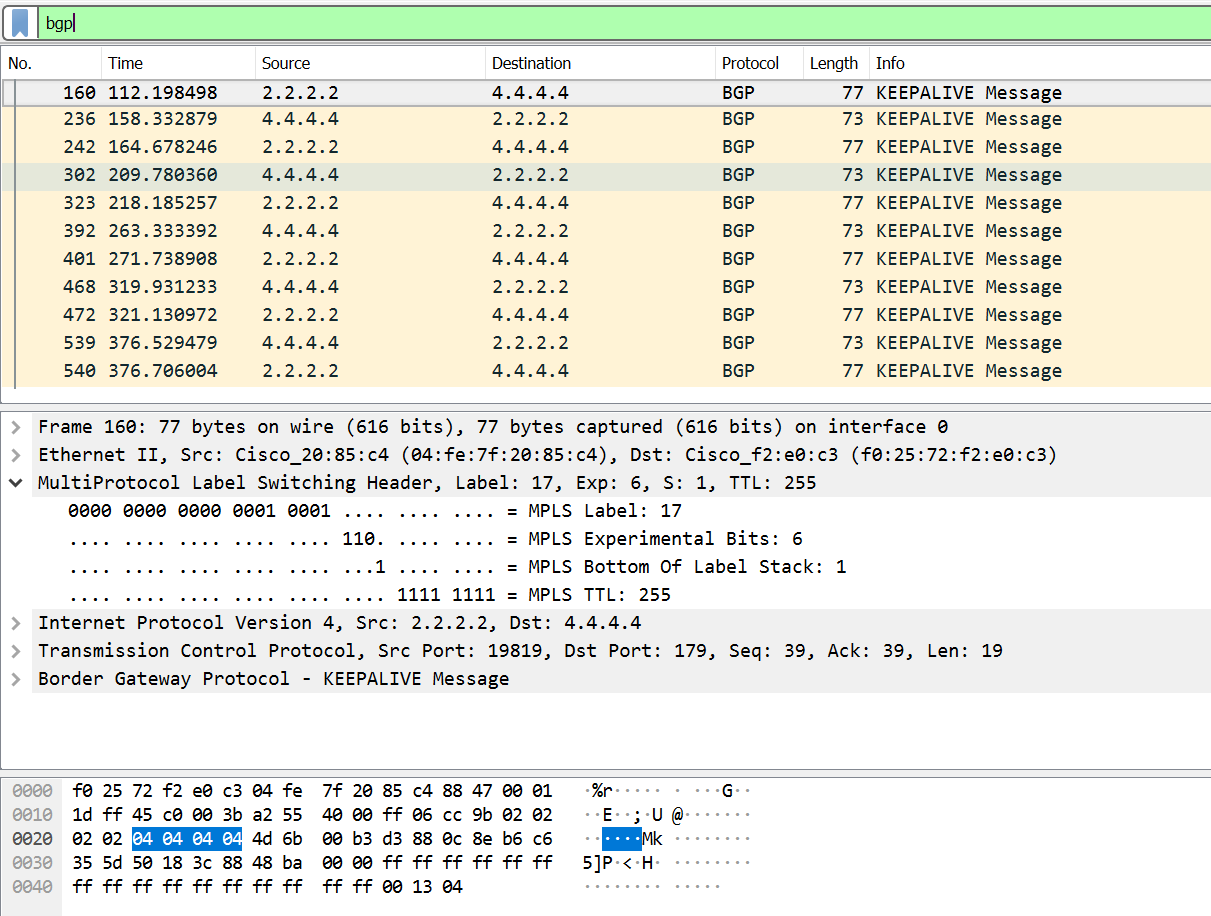 bgp
No. Time Source Destination Protocol Length Info
160 112.198498 2.2.2.2 4.4.4.4 BGP 77 KEEPALIVE Message
236 158.332879 4.4.4.4 2.2.2.2 BGP 73 KEEPALIVE Message
242 164.678246 2.2.2.2 4.4.4.4 BGP 77 KEEPALIVE Message
302 209.780360 4.4.4.4 2.2.2.2 BGP 73 KEEPALIVE Message
323 218.185257 2.2.2.2 4.4.4.4 BGP 77 KEEPALIVE Message
392 263.333392 4.4.4.4 2.2.2.2 BGP 73 KEEPALIVE Message
401 271.738908 2.2.2.2 4.4.4.4 BGP 77 KEEPALIVE Message
468 319.931233 4.4.4.4 2.2.2.2 BGP 73 KEEPALIVE Message
472 321.130972 2.2.2.2 4.4.4.4 BGP 77 KEEPALIVE Message
539 376.529479 4.4.4.4 2.2.2.2 BGP 73 KEEPALIVE Message
540 376.706004 2.2.2.2 4.4.4.4 BGP 77 KEEPALIVE Message
Frame 160: 77 bytes on wire (616 bits), 77 bytes captured (616 bits) on interface 0
Ethernet II, Src: Cisco_20:85:c4 (04:fe:7f:20:85:c4), Dst: Cisco_f2:e0:c3 (f0:25:72:f2:e0:c3)
MultiProtocol Label Switching Header, Label: 17, Exp: 6, S: 1, TTL: 255
0000 0000 0000 0001 0001 .... .... .... = MPLS Label: 17
.... .... .... .... .... 110. .... .... = MPLS Experimental Bits: 6
.... .... .... .... .... ...1 .... .... = MPLS Bottom Of Label Stack: 1
.... .... .... .... .... .... 1111 1111 = MPLS TTL: 255
Internet Protocol Version 4, Src: 2.2.2.2, Dst: 4.4.4.4
Transmission Control Protocol, Src Port: 19819, Dst Port: 179, Seq: 39, Ack: 39, Len: 19
Border Gateway Protocol - KEEPALIVE Message
0000 f0 25 72 f2 e0 c3 04 fe 7f 20 85 c4 88 47 00 01 ·%r····· · ···G··
0010 1d ff 45 c0 00 3b a2 55 40 00 ff 06 cc 9b 02 02 ··E··;·U @·······
0020 02 02 04 04 04 04 4d 6b 00 b3 d3 88 0c 8e b6 c6 ······Mk ········
0030 35 5d 50 18 3c 88 48 ba 00 00 ff ff ff ff ff ff 5]P·<·H· ········
0040 ff ff ff ff ff ff ff ff ff ff 00 13 04 ········ ·····